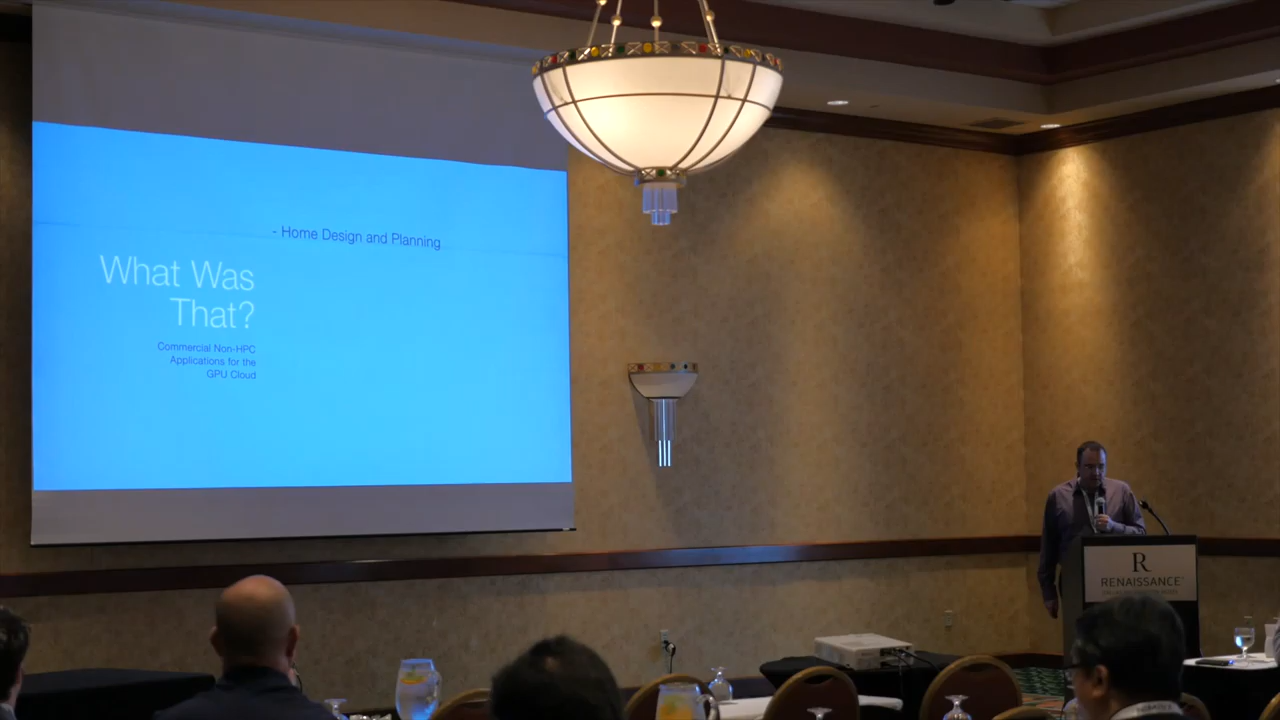 - Home Design and Planning
What Was
That?
Commercial Non-HPC
Applications for the
GPU Cloud
R
RENAISSANCE